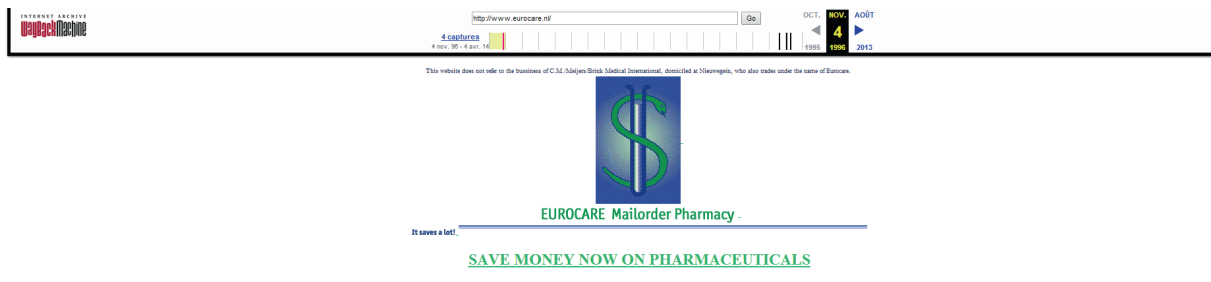 INTERNET ARCHIVE
WayBackMachine
http://www.eurocare.nl/
Go
4 captures
4 nov. 96 - 4 avr. 14
OCT. NOV. AOÛT
4
1995 1996 2013
This website does not refer to the bussiness of C.M./Meijers/Brink Medical International, domiciled at Nieuwegein, who also trades under the name of Eurocare.
EUROCARE Mailorder Pharmacy
It saves a lot!
SAVE MONEY NOW ON PHARMACEUTICALS